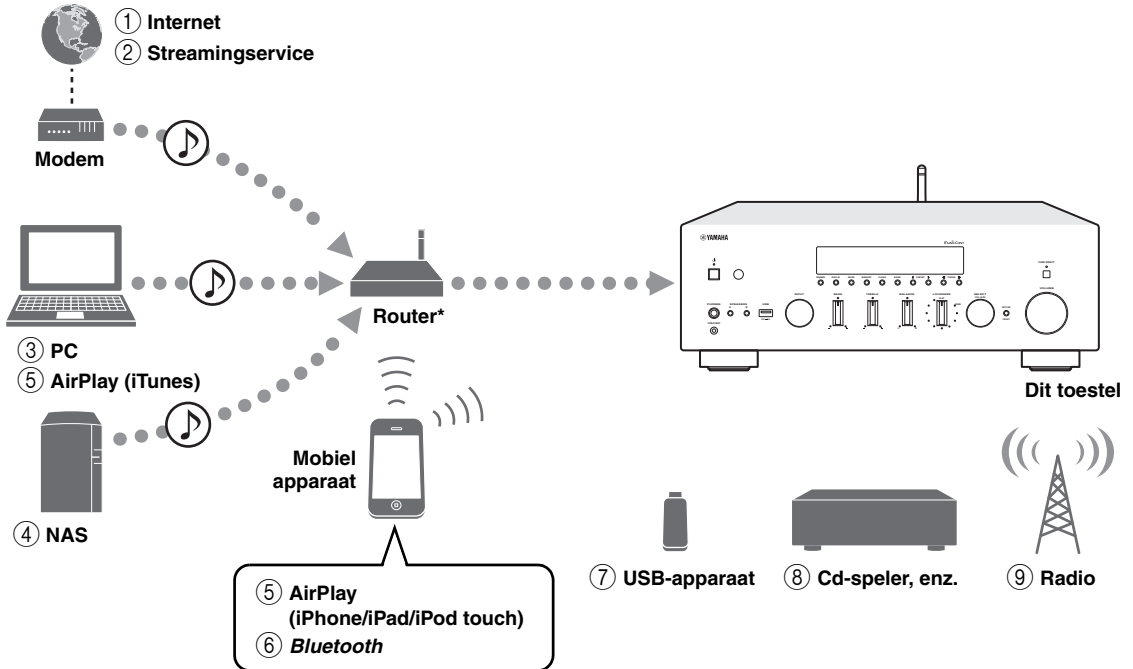 ① Internet
② Streamingservice
Modem
③ PC
⑤ AirPlay (iTunes)
④ NAS
Router*
Mobiel
apparaat
⑤ AirPlay
(iPhone/iPad/iPod touch)
⑥ Bluetooth
YAMAHA
Dit toestel
⑦ USB-apparaat
⑧ Cd-speler, enz.
⑨ Radio